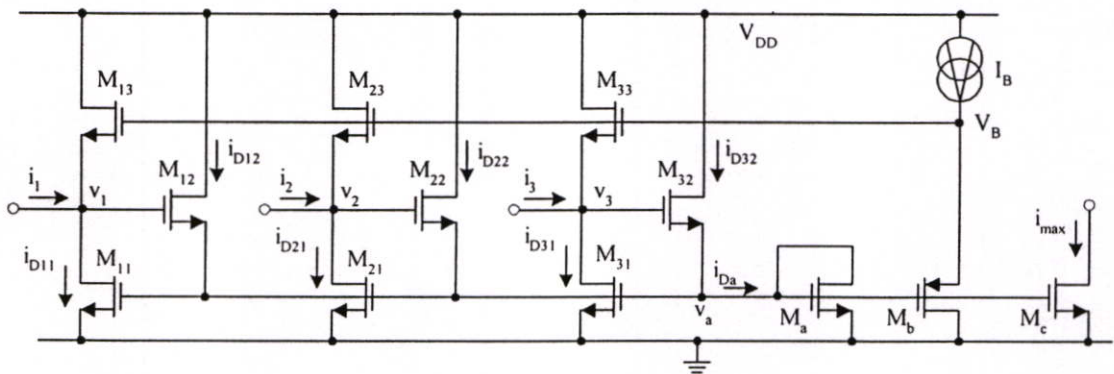 V_DD
M_13
M_23
M_33
I_B
V_B
i_D12
i_D22
i_D32
M_12
M_22
M_32
i_1
v_1
i_2
v_2
i_3
v_3
i_max
i_D11
M_11
i_D21
M_21
i_D31
M_31
i_Da
v_a
M_a
M_b
M_c